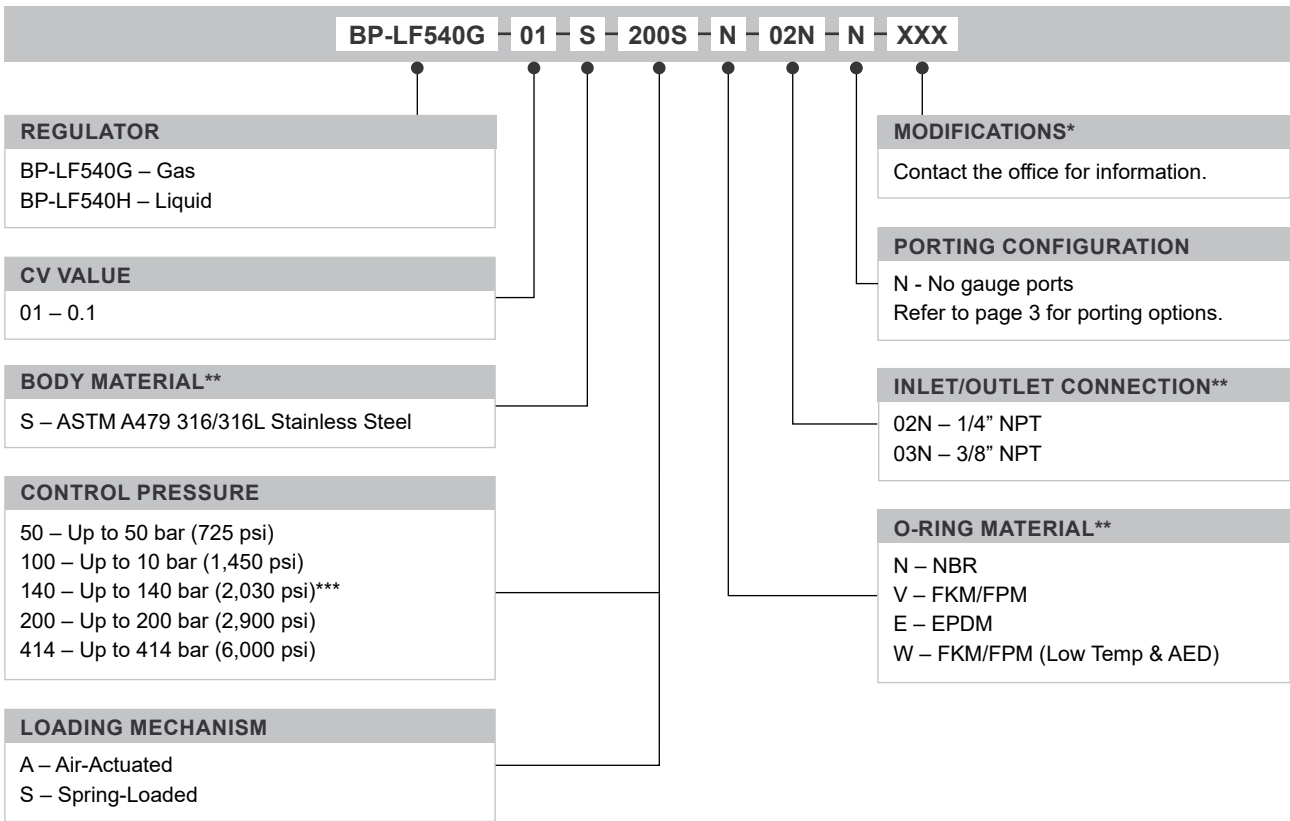 BP-LF540G - 01 - S - 200S - N - 02N - N - XXX
REGULATOR
BP-LF540G – Gas
BP-LF540H – Liquid
CV VALUE
01 – 0.1
BODY MATERIAL**
S – ASTM A479 316/316L Stainless Steel
CONTROL PRESSURE
50 – Up to 50 bar (725 psi)
100 – Up to 10 bar (1,450 psi)
140 – Up to 140 bar (2,030 psi)***
200 – Up to 200 bar (2,900 psi)
414 – Up to 414 bar (6,000 psi)
LOADING MECHANISM
A – Air-Actuated
S – Spring-Loaded
MODIFICATIONS*
Contact the office for information.
PORTING CONFIGURATION
N - No gauge ports
Refer to page 3 for porting options.
INLET/OUTLET CONNECTION**
02N – 1/4” NPT
03N – 3/8” NPT
O-RING MATERIAL**
N – NBR
V – FKM/FPM
E – EPDM
W – FKM/FPM (Low Temp & AED)